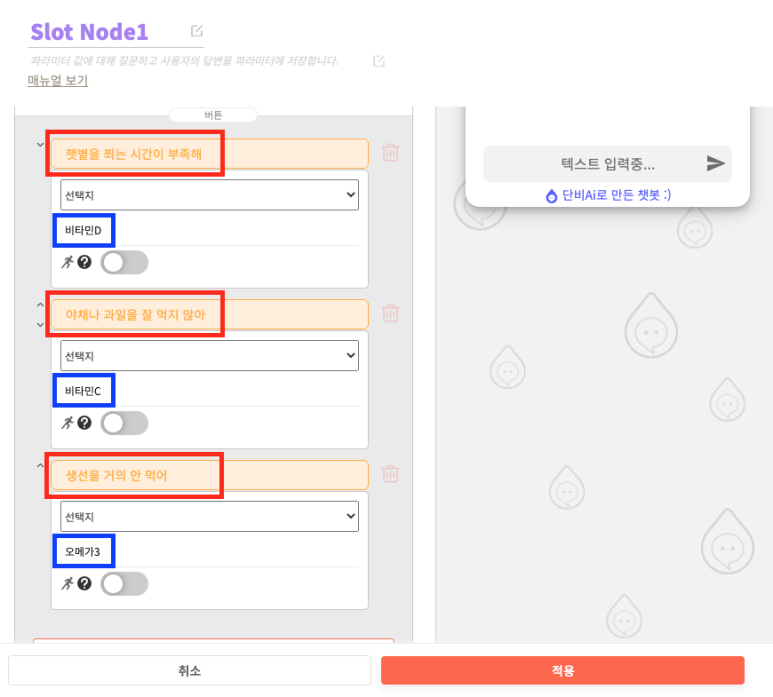 Slot Node1
파라미터 값에 대해 질문하고 사용자의 답변을 파라미터에 저장합니다.
매뉴얼 보기
버튼
햇볕을 쬐는 시간이 부족해
선택지
비타민D
야채나 과일을 잘 먹지 않아
선택지
비타민C
생선을 거의 안 먹어
선택지
오메가3
텍스트 입력중...
단비Ai로 만든 챗봇 :)
취소
적용